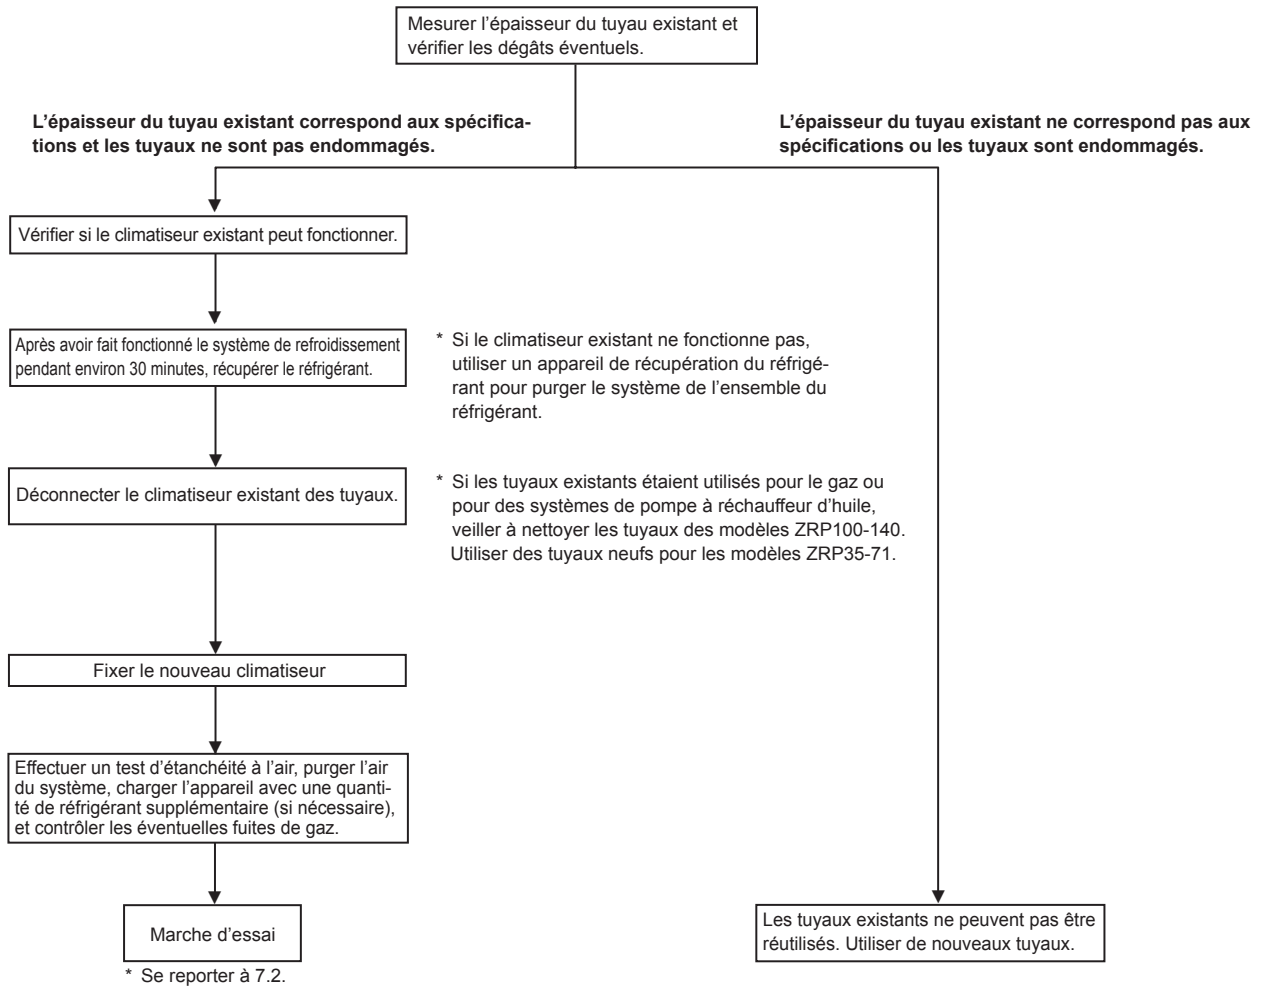 Mesurer l’épaisseur du tuyau existant et
vérifier les dégâts éventuels.
L’épaisseur du tuyau existant correspond aux spécifica-
tions et les tuyaux ne sont pas endommagés.
L’épaisseur du tuyau existant ne correspond pas aux
spécifications ou les tuyaux sont endommagés.
Vérifier si le climatiseur existant peut fonctionner.
Après avoir fait fonctionné le système de refroidissement
pendant environ 30 minutes, récupérer le réfrigérant.
* Si le climatiseur existant ne fonctionne pas,
utiliser un appareil de récupération du réfrigé-
rant pour purger le système de l’ensemble du
réfrigérant.
Déconnecter le climatiseur existant des tuyaux.
* Si les tuyaux existants étaient utilisés pour le gaz ou
pour des systèmes de pompe à réchauffeur d’huile,
veiller à nettoyer les tuyaux des modèles ZRP100-140.
Utiliser des tuyaux neufs pour les modèles ZRP35-71.
Fixer le nouveau climatiseur
Effectuer un test d’étanchéité à l’air, purger l’air
du système, charger l’appareil avec une quanti-
té de réfrigérant supplémentaire (si nécessaire),
et contrôler les éventuelles fuites de gaz.
Marche d’essai
* Se reporter à 7.2.
Les tuyaux existants ne peuvent pas être
réutilisés. Utiliser de nouveaux tuyaux.